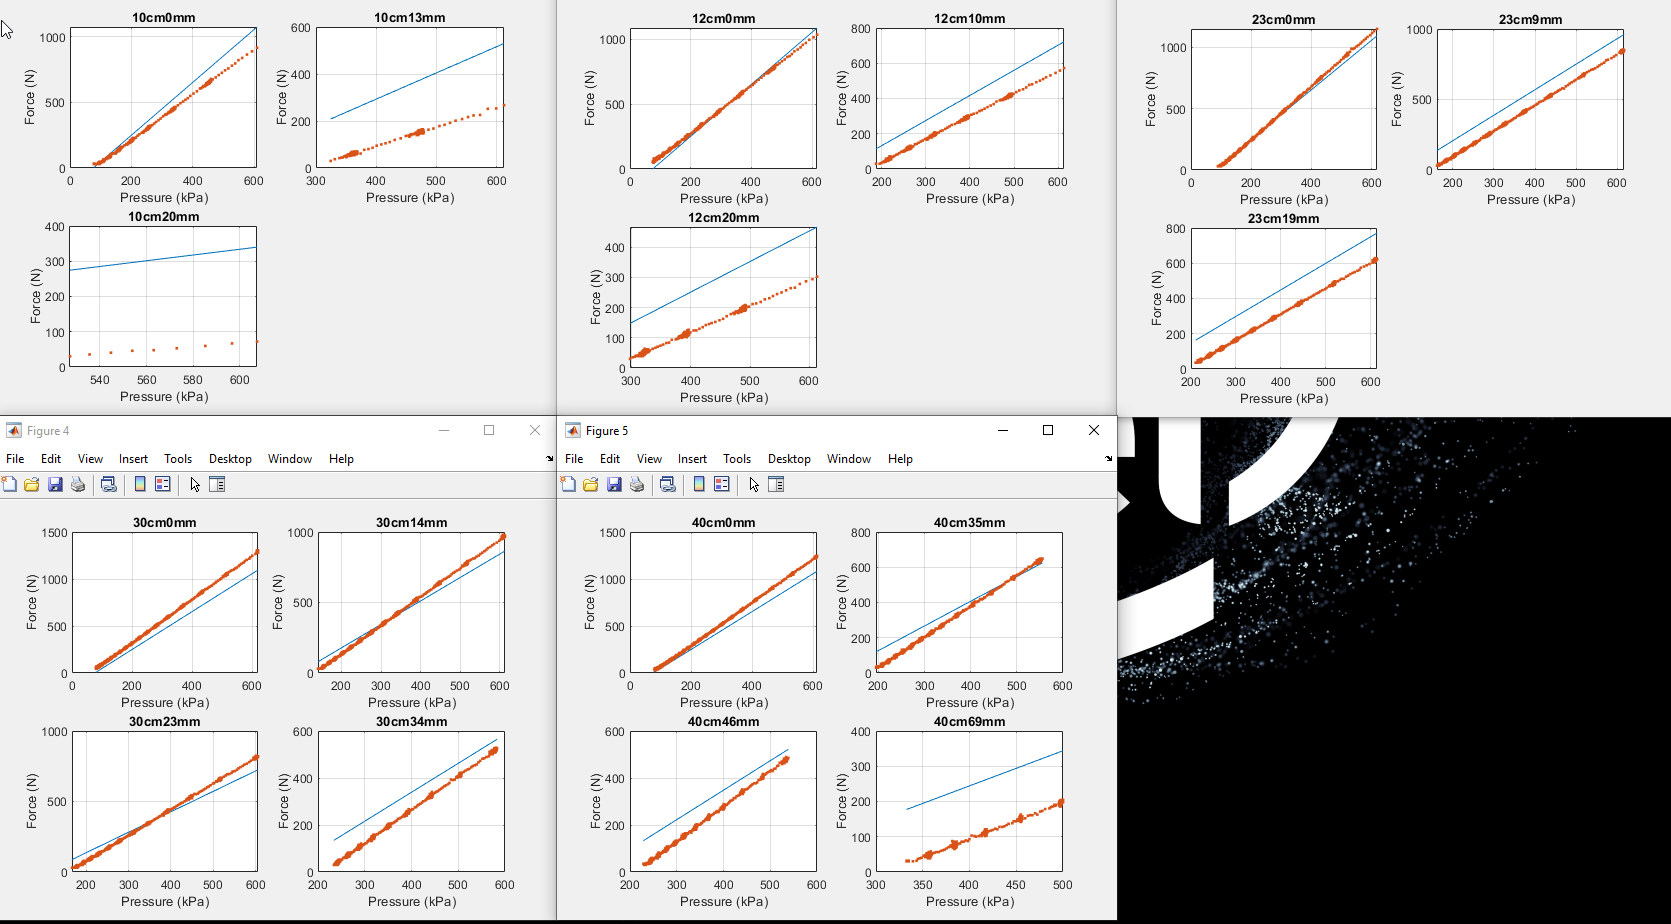 10cm0mm
1000
500
0
0 200 400 600
Force (N)
Pressure (kPa)
10cm13mm
600
400
200
0
300 400 500 600
Force (N)
Pressure (kPa)
10cm20mm
400
300
200
100
0
540 560 580 600
Force (N)
Pressure (kPa)
12cm0mm
1000
500
0
0 200 400 600
Force (N)
Pressure (kPa)
12cm10mm
800
600
400
200
0
200 300 400 500 600
Force (N)
Pressure (kPa)
12cm20mm
400
300
200
100
0
300 400 500 600
Force (N)
Pressure (kPa)
23cm0mm
1000
500
0
0 200 400 600
Force (N)
Pressure (kPa)
23cm9mm
1000
500
0
200 300 400 500 600
Force (N)
Pressure (kPa)
23cm19mm
800
600
400
200
0
200 300 400 500 600
Force (N)
Pressure (kPa)
Figure 4
File Edit View Insert Tools Desktop Window Help
30cm0mm
1500
1000
500
0
0 200 400 600
Force (N)
Pressure (kPa)
30cm14mm
1000
500
0
200 300 400 500 600
Force (N)
Pressure (kPa)
30cm23mm
1000
500
0
200 300 400 500 600
Force (N)
Pressure (kPa)
30cm34mm
600
400
200
0
200 300 400 500 600
Force (N)
Pressure (kPa)
Figure 5
File Edit View Insert Tools Desktop Window Help
40cm0mm
1500
1000
500
0
0 200 400 600
Force (N)
Pressure (kPa)
40cm35mm
800
600
400
200
0
200 300 400 500 600
Force (N)
Pressure (kPa)
40cm46mm
600
400
200
0
200 300 400 500 600
Force (N)
Pressure (kPa)
40cm69mm
400
300
200
100
0
300 350 400 450 500
Force (N)
Pressure (kPa)